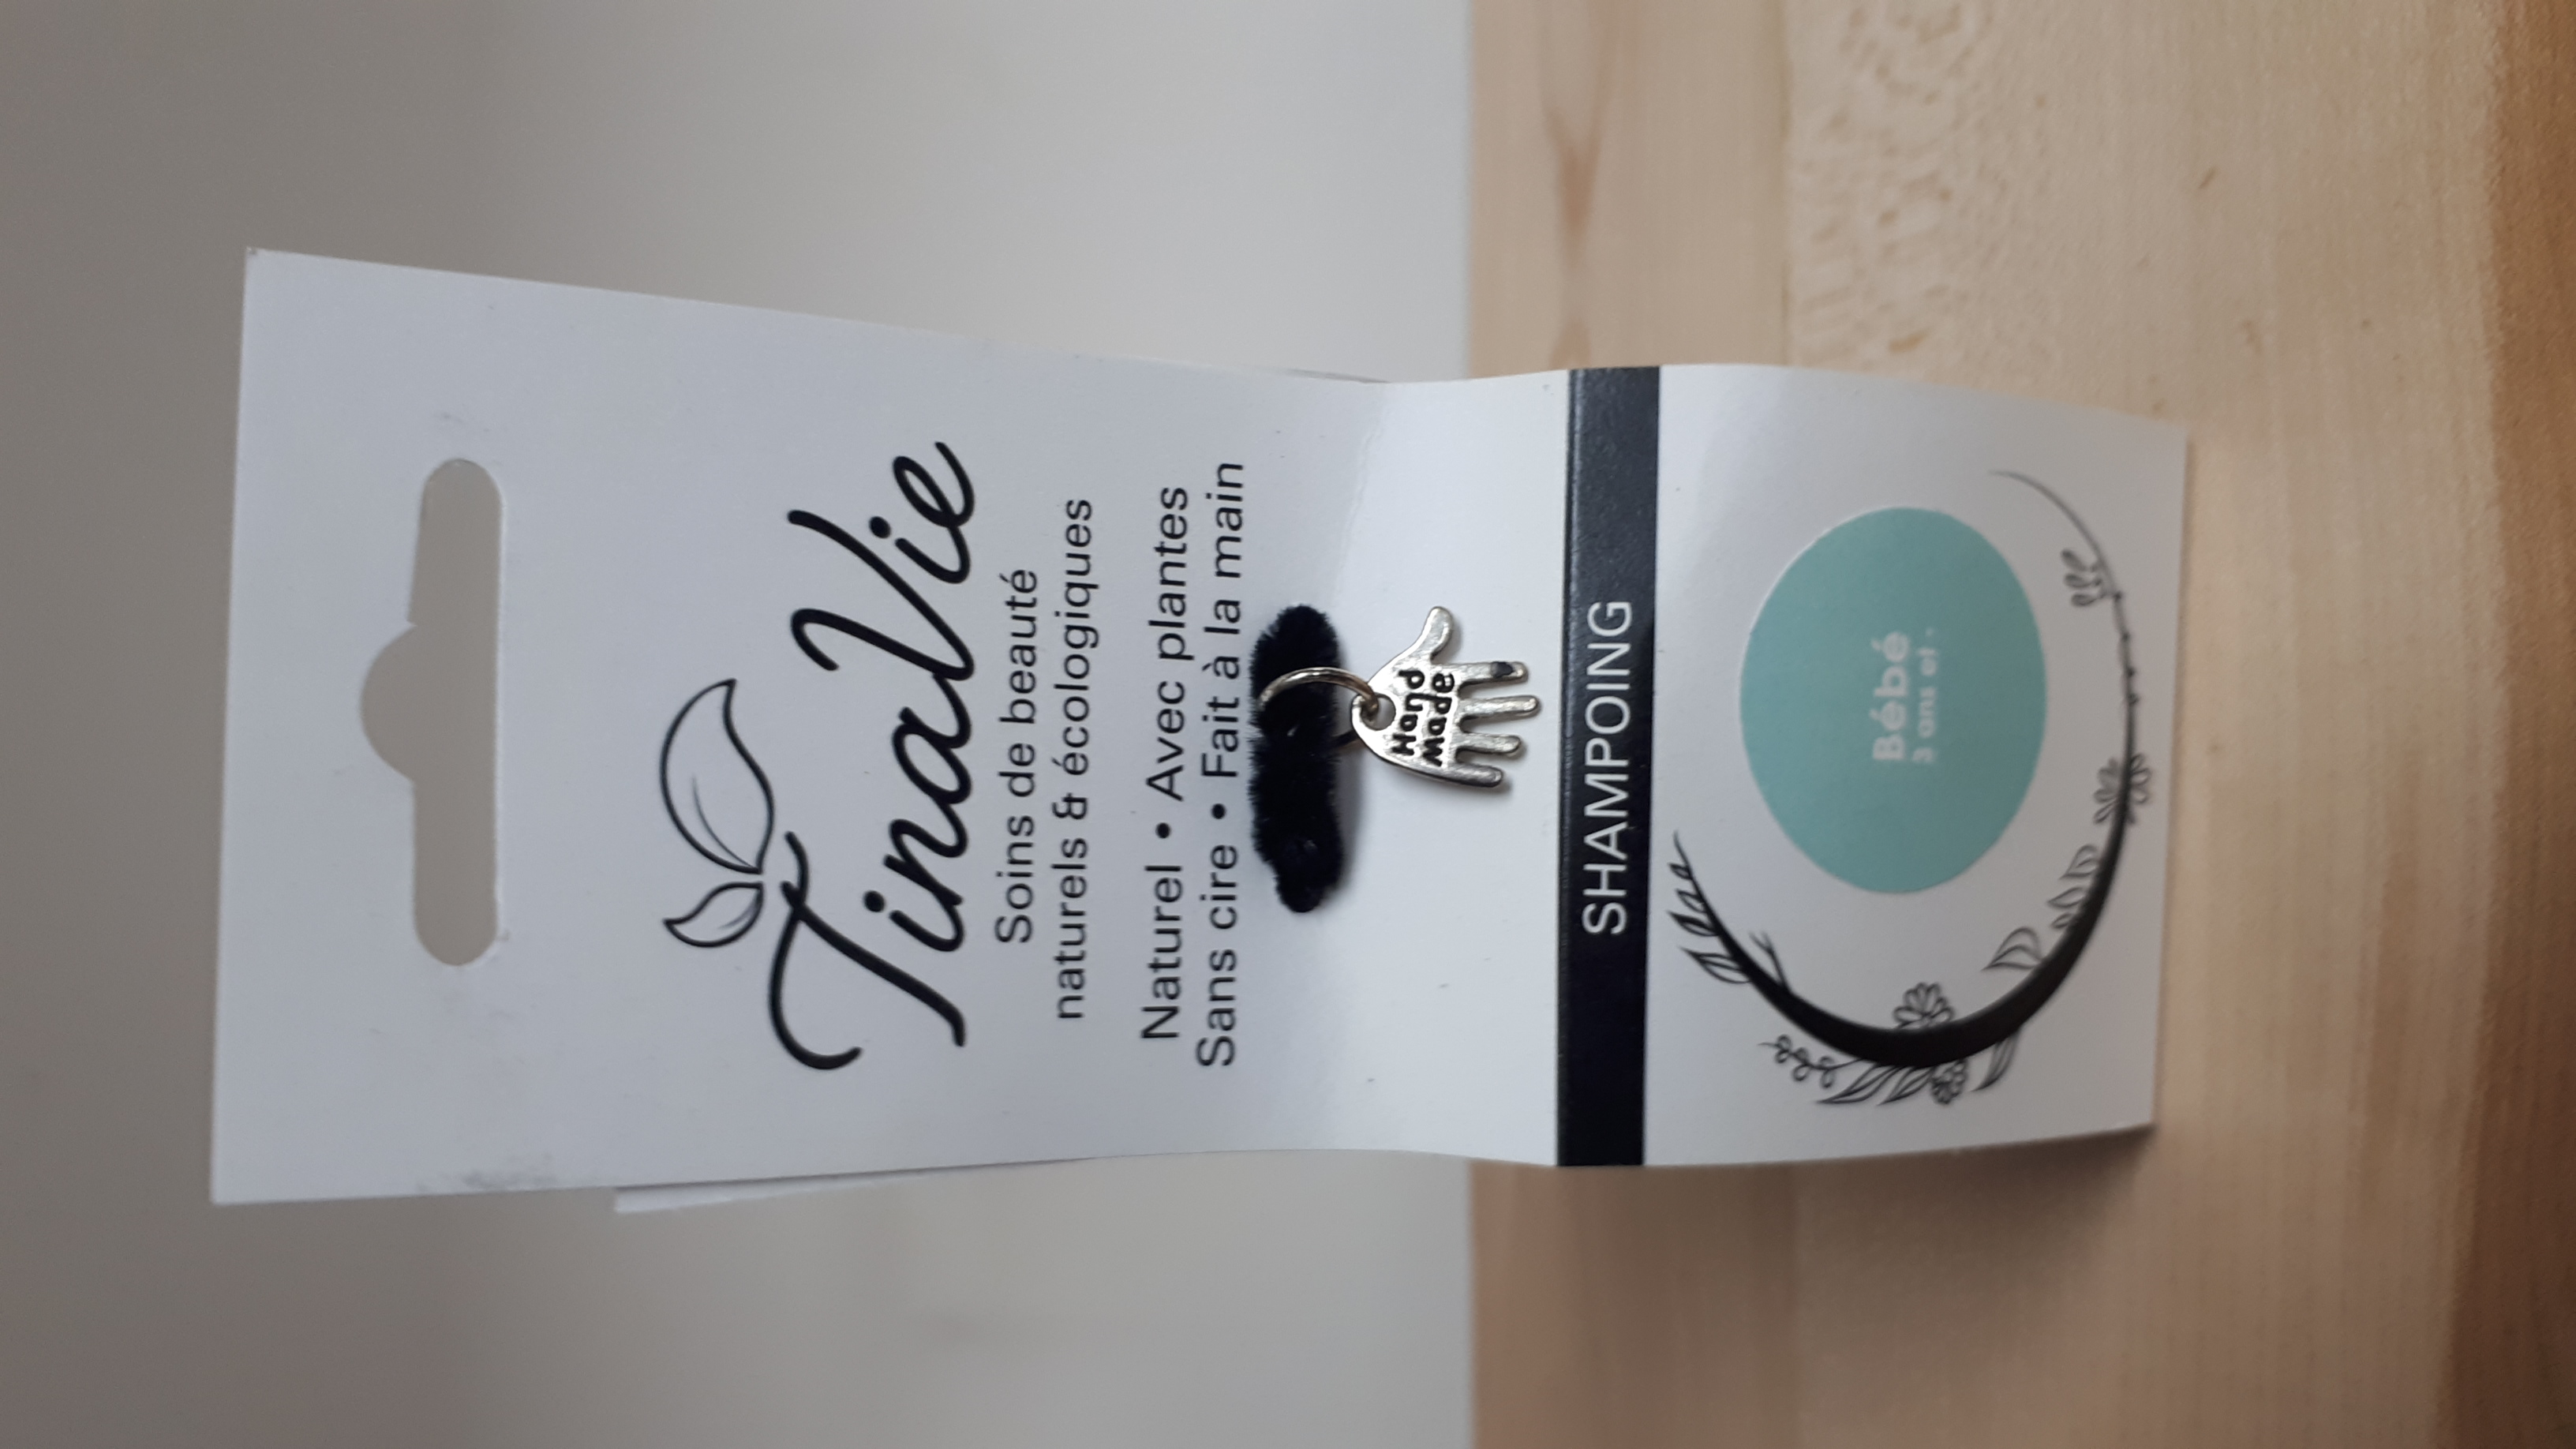 TinaVie
Soins de beauté
naturels & écologiques
Naturel • Avec plantes
Sans cire • Fait à la main
Hand
Made
SHAMPOING
Bébé
3 ans et -